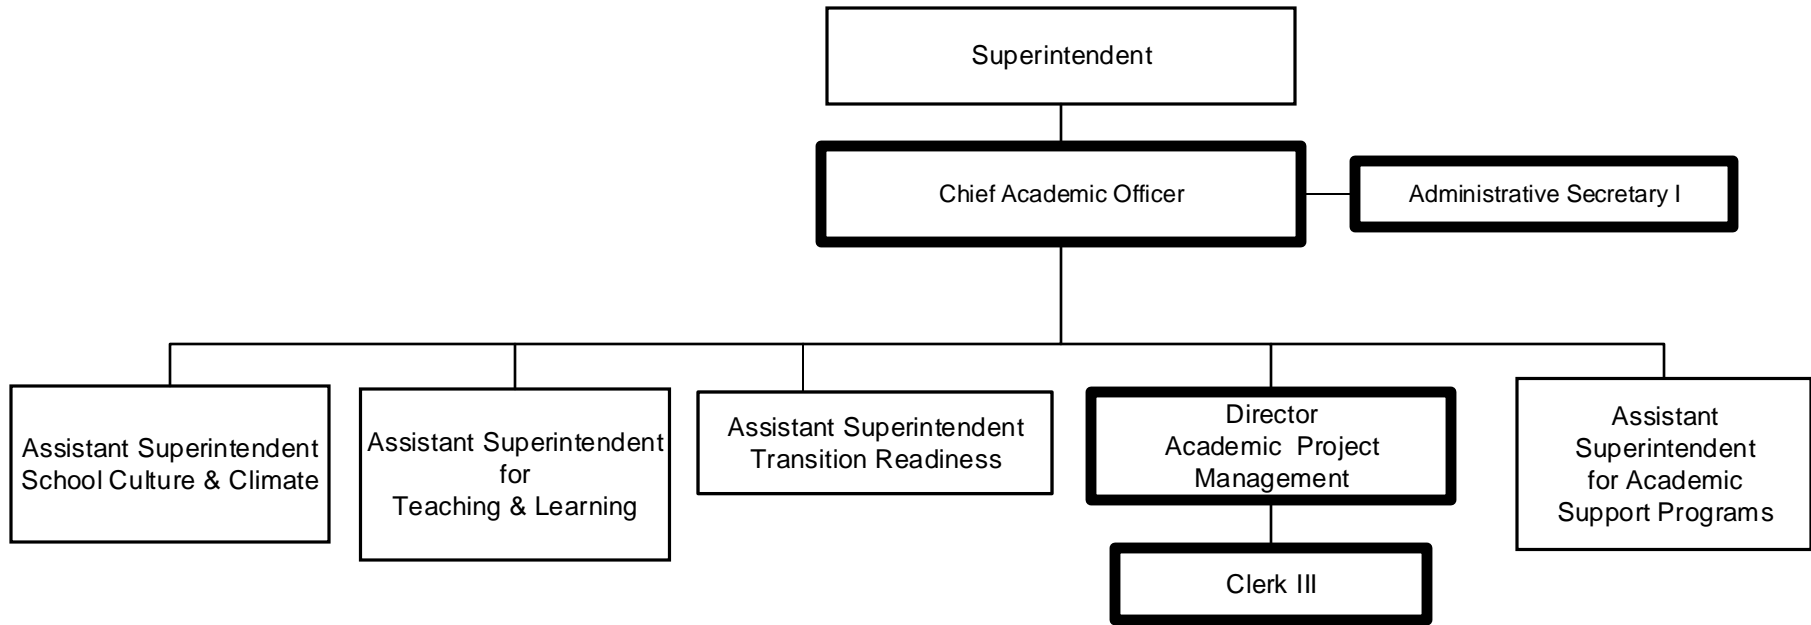 Superintendent
Chief Academic Officer
Administrative Secretary I
Assistant Superintendent
School Culture & Climate
Assistant Superintendent
for
Teaching & Learning
Assistant Superintendent
Transition Readiness
Director
Academic Project
Management
Assistant
Superintendent
for Academic
Support Programs
Clerk III